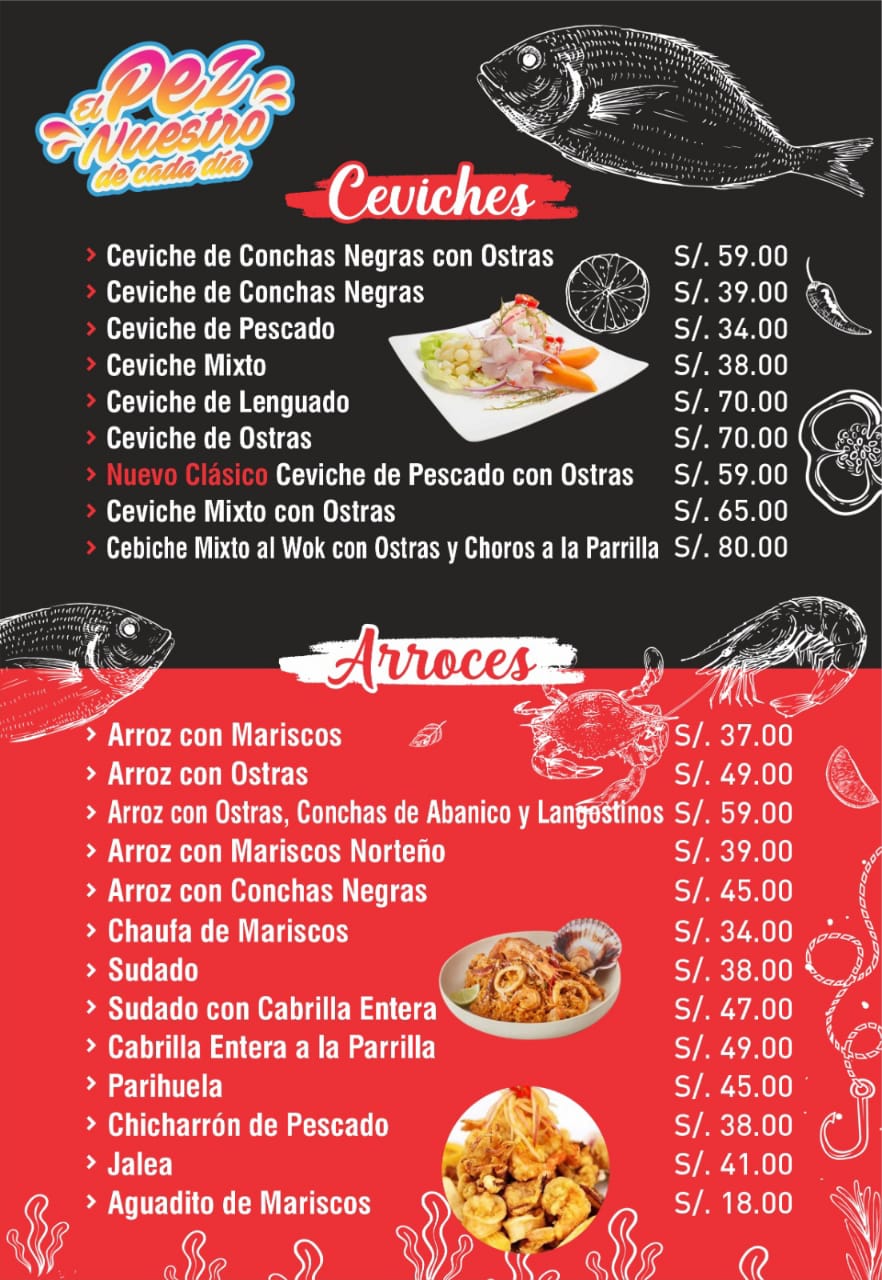 El Pez
Nuestro
de cada día
Ceviches
Ceviche de Conchas Negras con Ostras S/. 59.00
Ceviche de Conchas Negras S/. 39.00
Ceviche de Pescado S/. 34.00
Ceviche Mixto S/. 38.00
Ceviche de Lenguado S/. 70.00
Ceviche de Ostras S/. 70.00
Nuevo Clásico Ceviche de Pescado con Ostras S/. 59.00
Ceviche Mixto con Ostras S/. 65.00
Cebiche Mixto al Wok con Ostras y Choros a la Parrilla S/. 80.00
Arroces
Arroz con Mariscos S/. 37.00
Arroz con Ostras S/. 49.00
Arroz con Ostras, Conchas de Abanico y Langostinos S/. 59.00
Arroz con Mariscos Norteño S/. 39.00
Arroz con Conchas Negras S/. 45.00
Chaufa de Mariscos S/. 34.00
Sudado S/. 38.00
Sudado con Cabrilla Entera S/. 47.00
Cabrilla Entera a la Parrilla S/. 49.00
Parihuela S/. 45.00
Chicharrón de Pescado S/. 38.00
Jalea S/. 41.00
Aguadito de Mariscos S/. 18.00